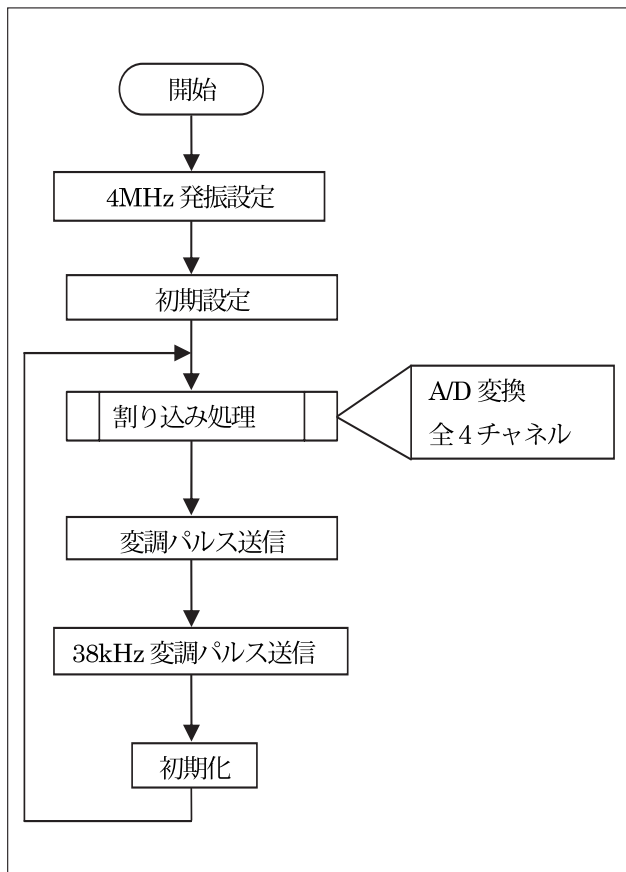 開始
4MHz 発振設定
初期設定
割り込み処理
A/D 変換
全 4 チャネル
変調パルス送信
38kHz 変調パルス送信
初期化